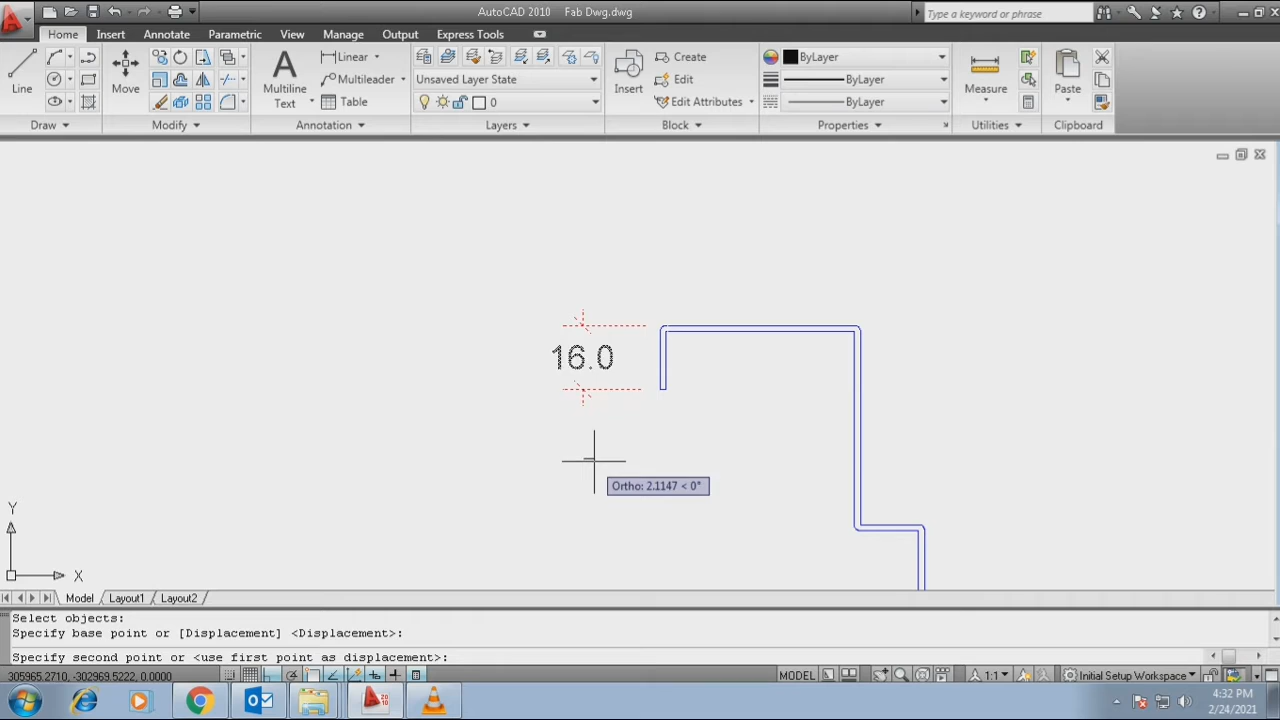 AutoCAD 2010 Fab Dwg.dwg
Type a keyword or phrase
Home Insert Annotate Parametric View Manage Output Express Tools
Line
Move
Multiline Text
Linear
Multileader
Table
Unsaved Layer State
0
Insert
Create
Edit
Edit Attributes
ByLayer
ByLayer
ByLayer
Measure
Paste
Draw Modify Annotation Layers Block Properties Utilities Clipboard
16.0
Ortho: 2.1147 < 0°
Y
X
Model Layout1 Layout2
Select objects:
Specify base point or [Displacement] <Displacement>:
Specify second point or <use first point as displacement>:
305965.2710, -302969.5222, 0.0000
MODEL
1:1
Initial Setup Workspace
4:32 PM
2/24/2021